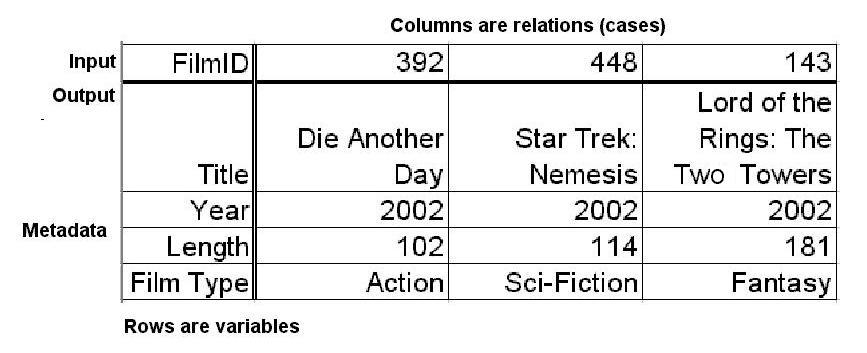 Columns are relations (cases)
Input FilmID 392 448 143
Output
Lord of the
Die Another Star Trek: Rings: The
Title Day Nemesis Two Towers
Year 2002 2002 2002
Metadata
Length 102 114 181
Film Type Action Sci-Fiction Fantasy
Rows are variables